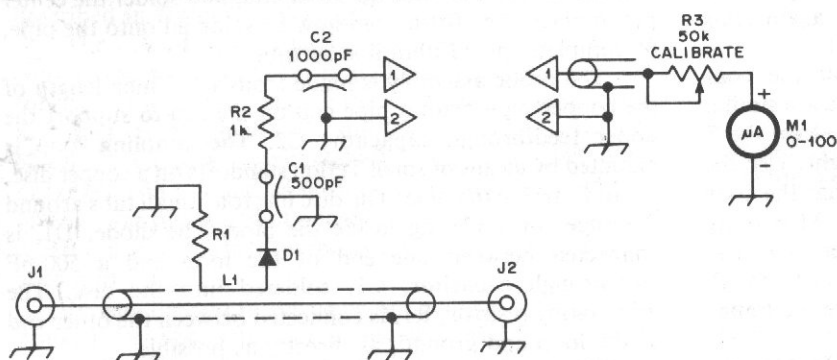 C2
1000pF
1
2
R2
1k
C1
500pF
R1
D1
L1
J1
J2
1
2
R3
50k
CALIBRATE
+
μA
M1
0-100
-